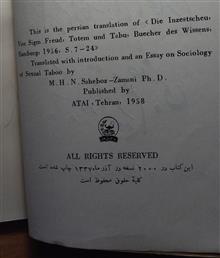 This is the persian translation of <Die Inzestscheu,
Von Sigm Freud, Totem und Tabu; Buecher des Wissens,
Hamburg; 1956, S. 7-24>
Translated with introduction and an Essay on Sociology
of Sexual Taboo by
M. H. N. Saheboz-Zamani Ph. D.
Published by
ATAI, Tehran, 1958
ALL RIGHTS RESERVED
این کتاب در ۲۰۰۰ نسخه در آذر ماه ۱۳۳۷ چاپ شده است
کلیهٔ حقوق محفوظ است